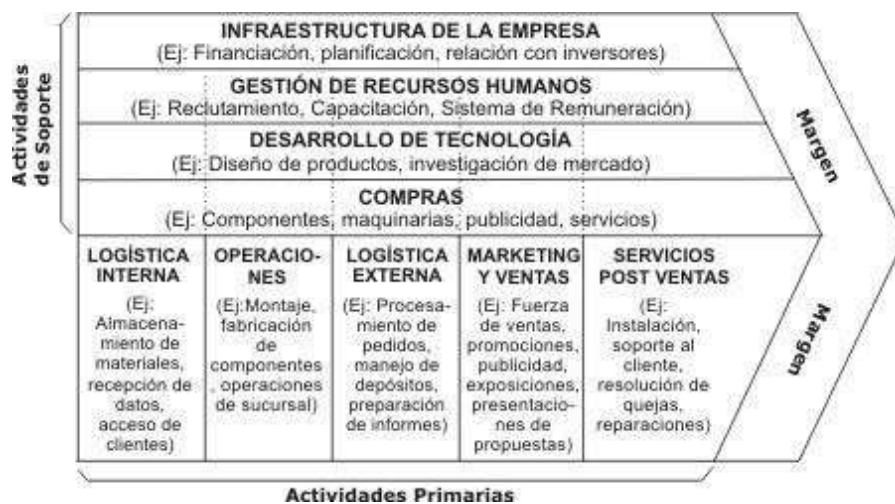 Actividades
de Soporte
INFRAESTRUCTURA DE LA EMPRESA
(Ej: Financiación, planificación, relación con inversores)
GESTIÓN DE RECURSOS HUMANOS
(Ej: Reclutamiento, Capacitación, Sistema de Remuneración)
DESARROLLO DE TECNOLOGÍA
(Ej: Diseño de productos, investigación de mercado)
COMPRAS
(Ej: Componentes, maquinarias, publicidad, servicios)
Margen
LOGÍSTICA
INTERNA
(Ej:
Almacena-
miento de
materiales,
recepción de
datos,
acceso de
clientes)
OPERACIO-
NES
(Ej:Montaje,
fabricación
de
componentes
, operaciones
de sucursal)
LOGÍSTICA
EXTERNA
(Ej: Procesa-
miento de
pedidos,
manejo de
depósitos,
preparación
de informes)
MARKETING
Y VENTAS
(Ej: Fuerza
de ventas,
promociones,
publicidad,
exposiciones,
presentacio-
nes de
propuestas)
SERVICIOS
POST VENTAS
(Ej:
Instalación,
soporte al
cliente,
resolución de
quejas,
reparaciones)
Margen
Actividades Primarias